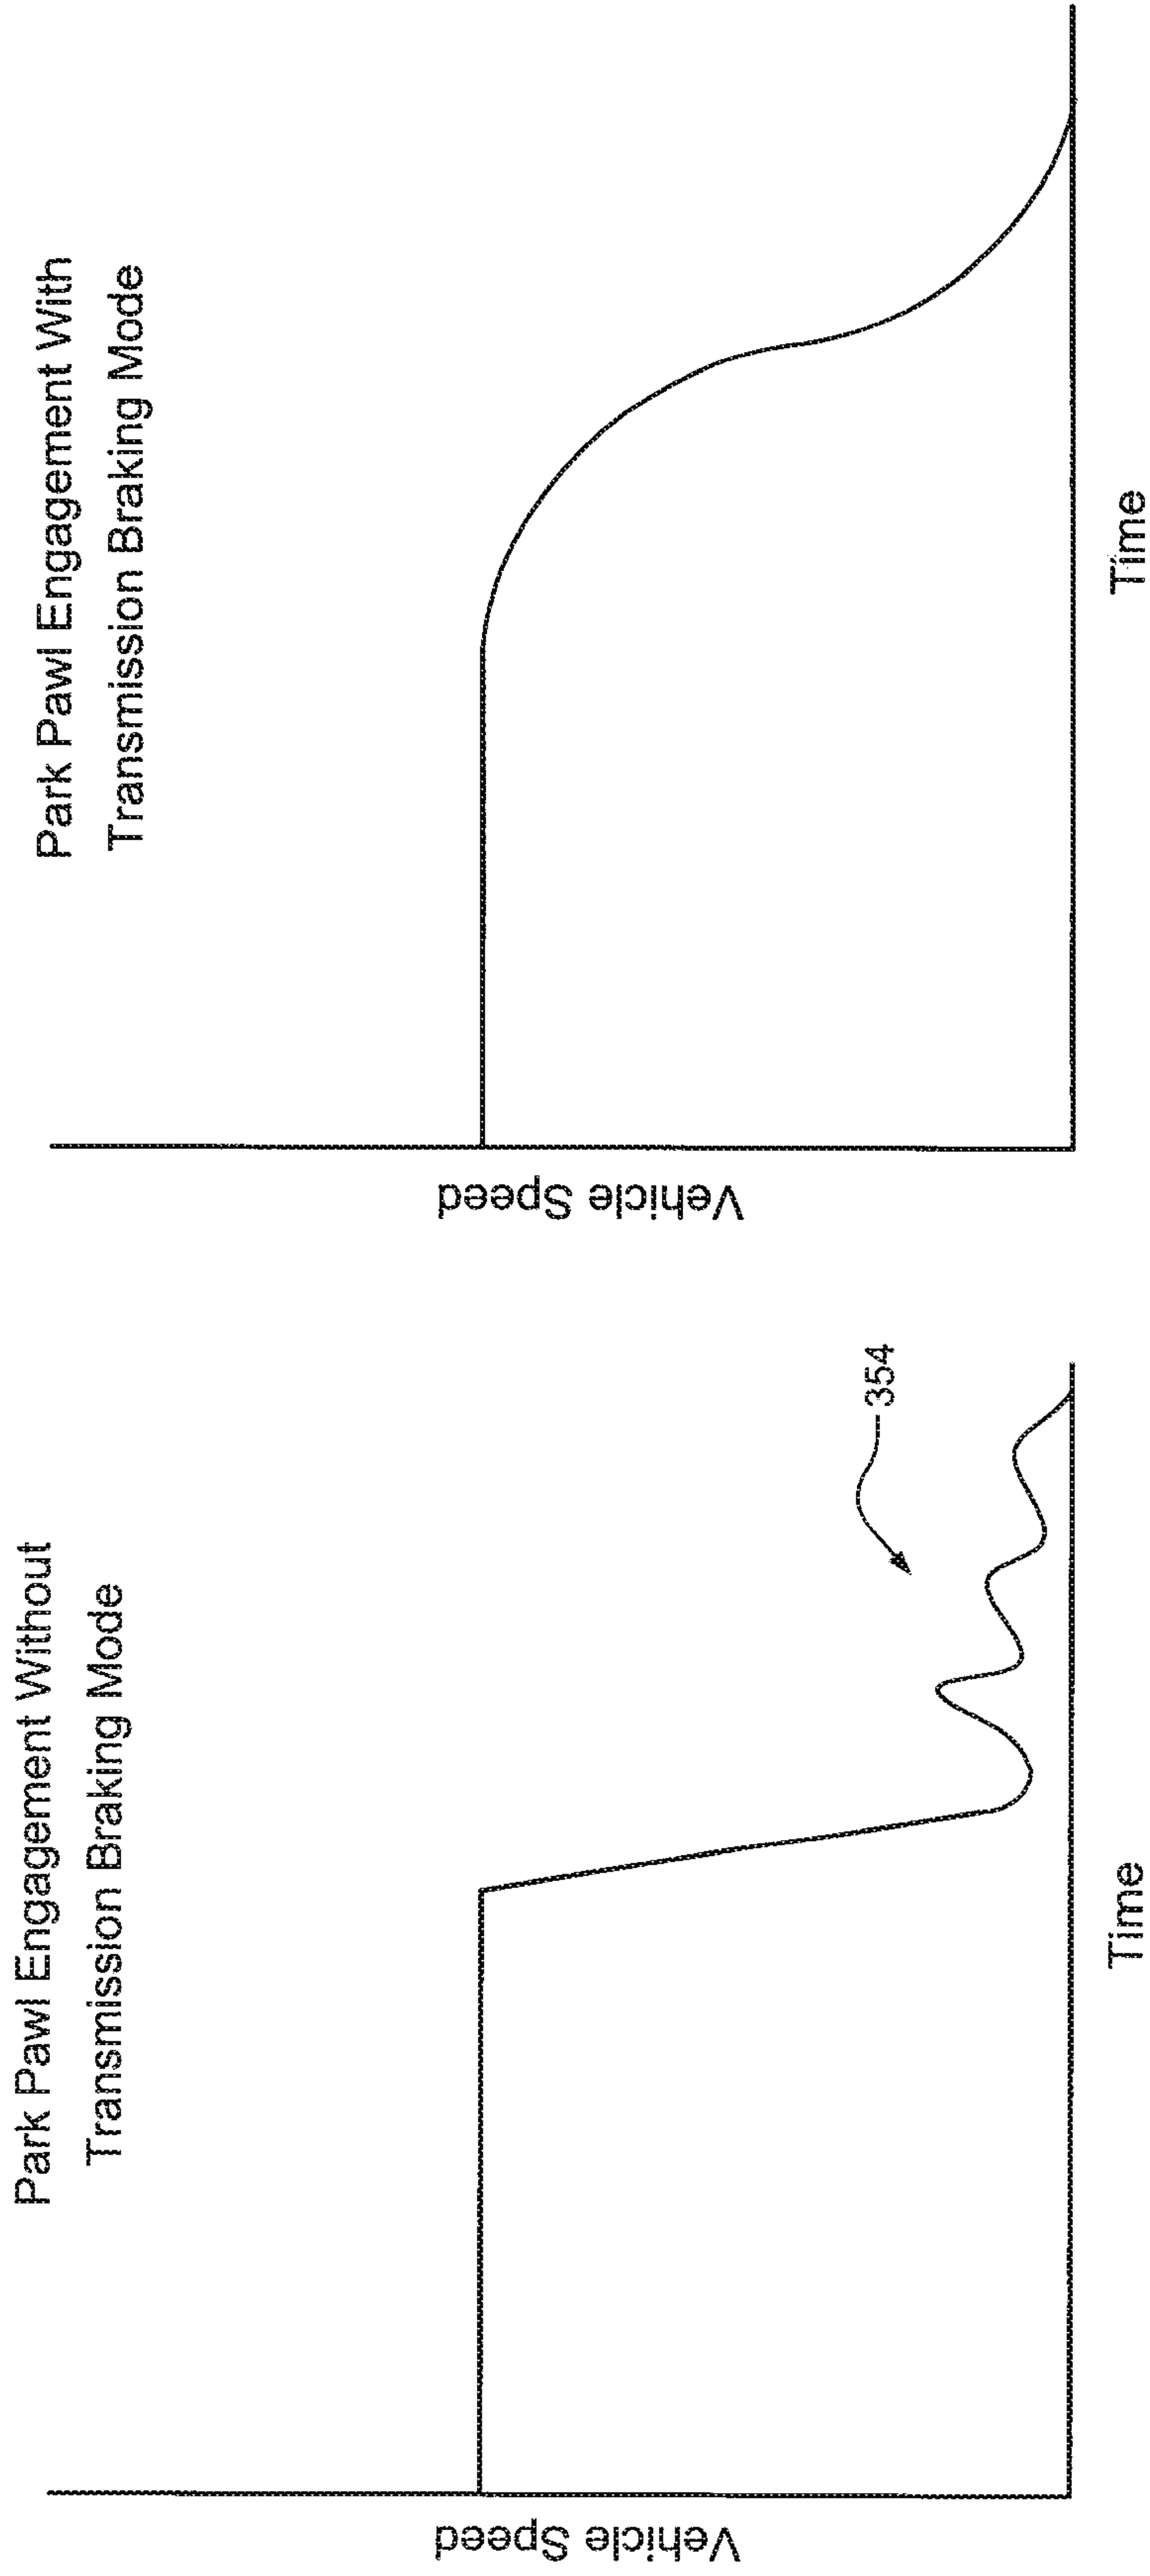 Park Pawl Engagement Without
Transmission Braking Mode
Vehicle Speed
354
Time
Park Pawl Engagement With
Transmission Braking Mode
Vehicle Speed
Time